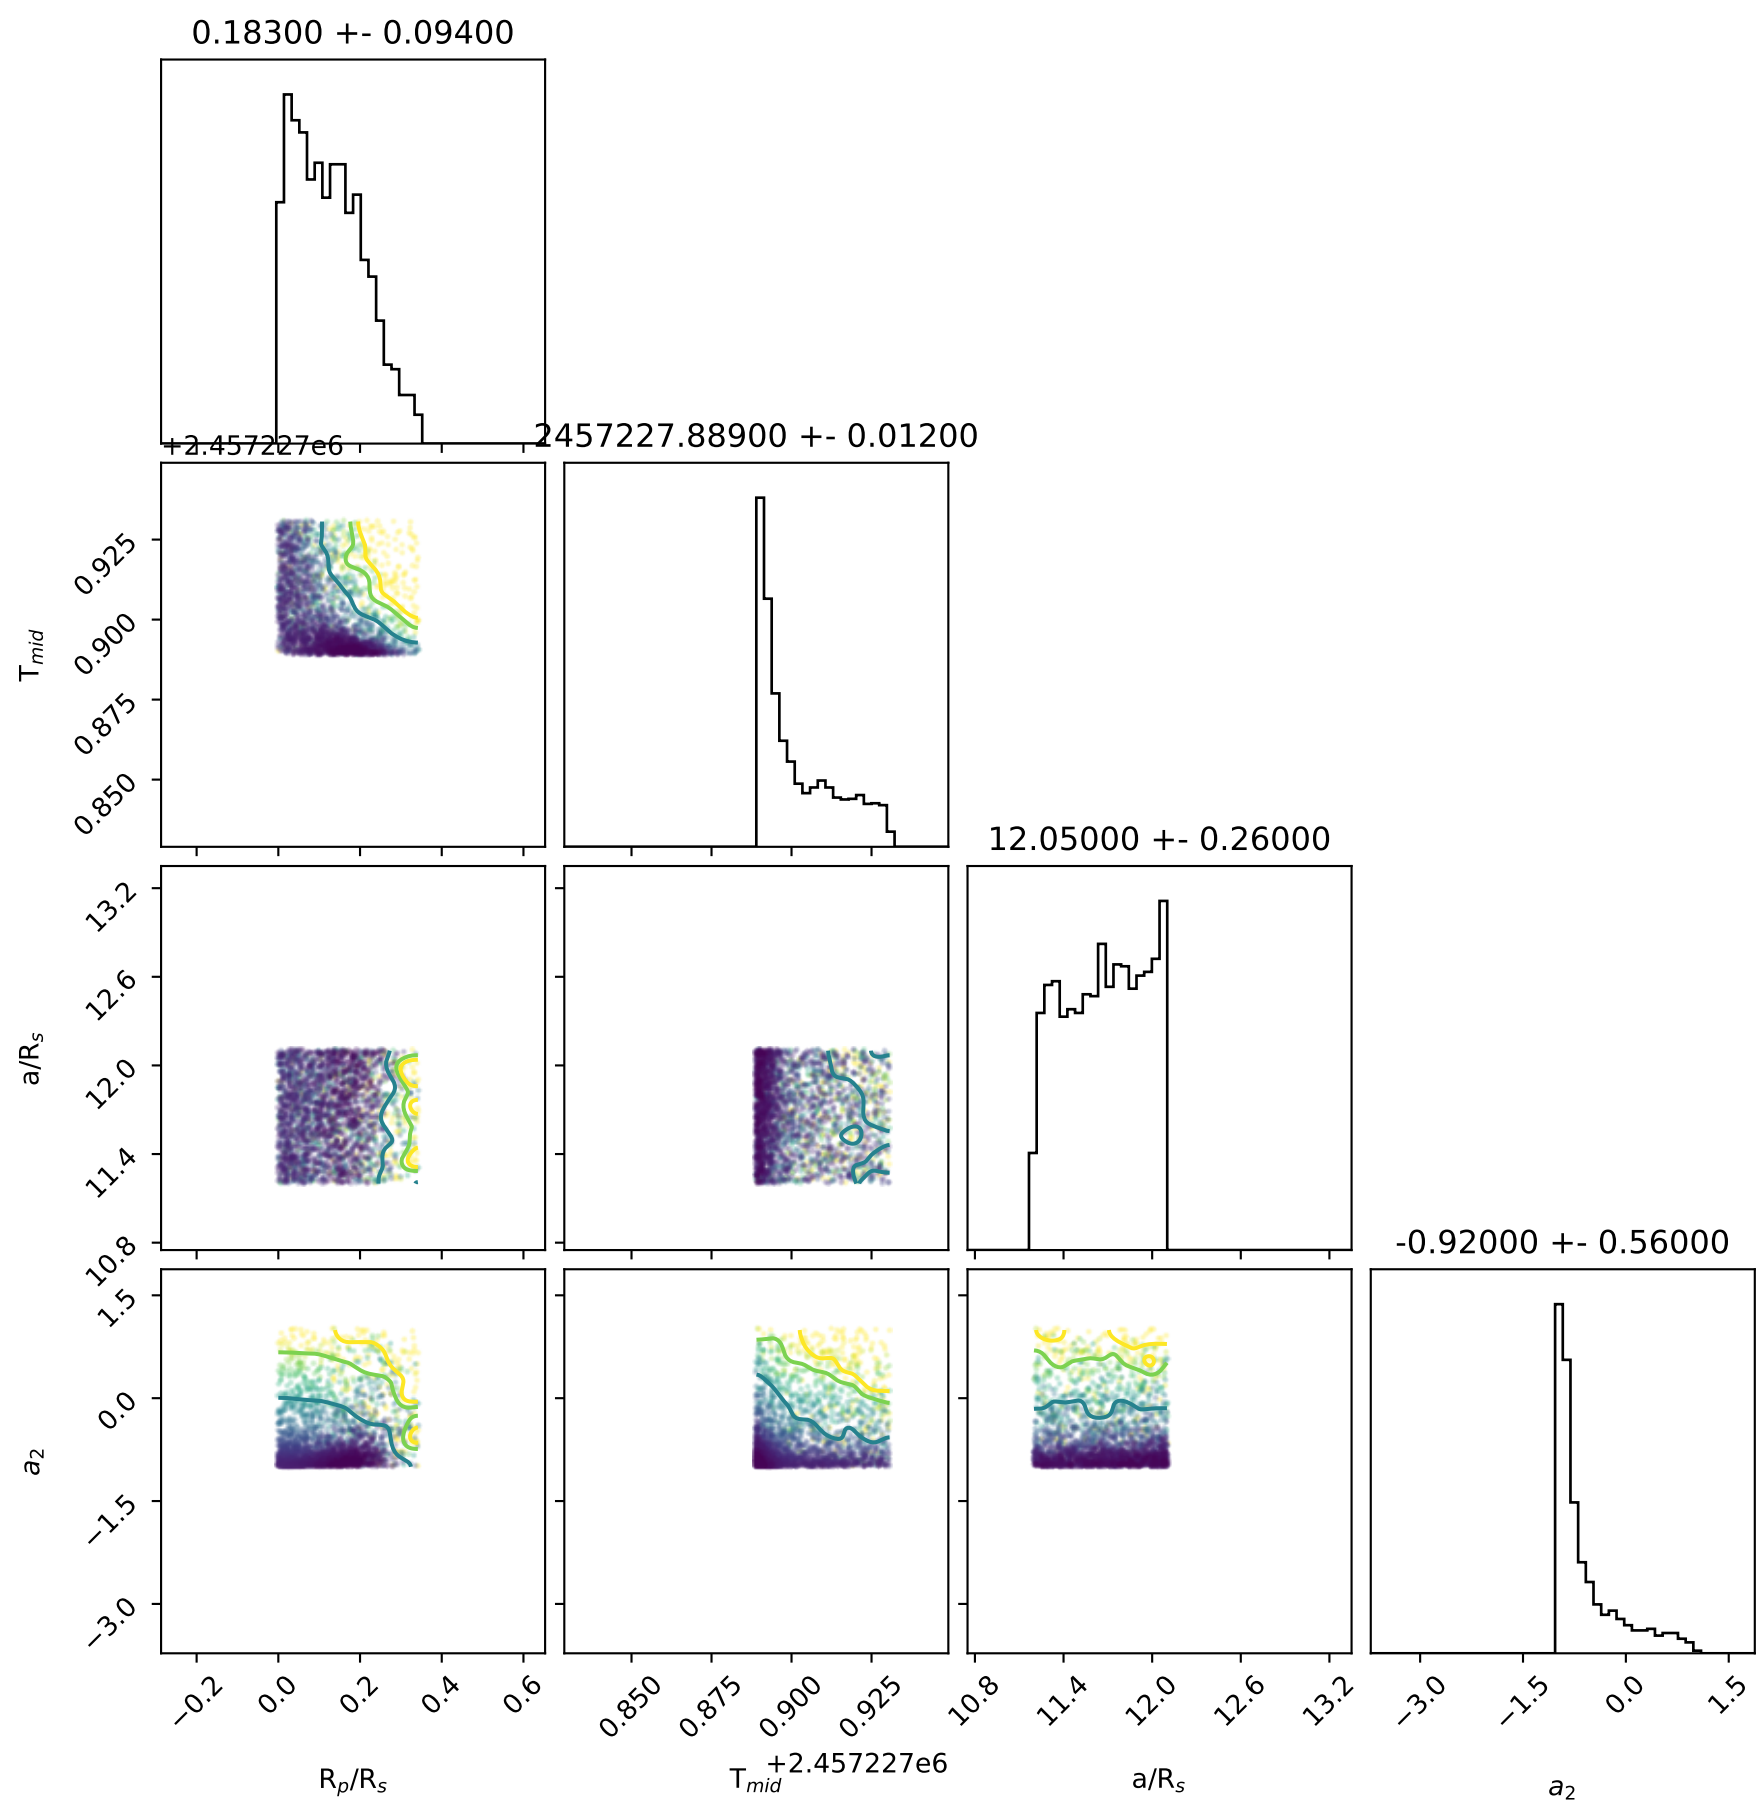 0.18300 +- 0.09400
+2.457227e6
2457227.88900 +- 0.01200
T_mid
0.925
0.900
0.875
0.850
12.05000 +- 0.26000
a/R_s
13.2
12.6
12.0
11.4
10.8
-0.92000 +- 0.56000
a_2
1.5
0.0
−1.5
−3.0
−0.2 0.0 0.2 0.4 0.6
0.850 0.875 0.900 0.925
10.8 11.4 12.0 12.6 13.2
−3.0 −1.5 0.0 1.5
+2.457227e6
R_p/R_s
T_mid
a/R_s
a_2